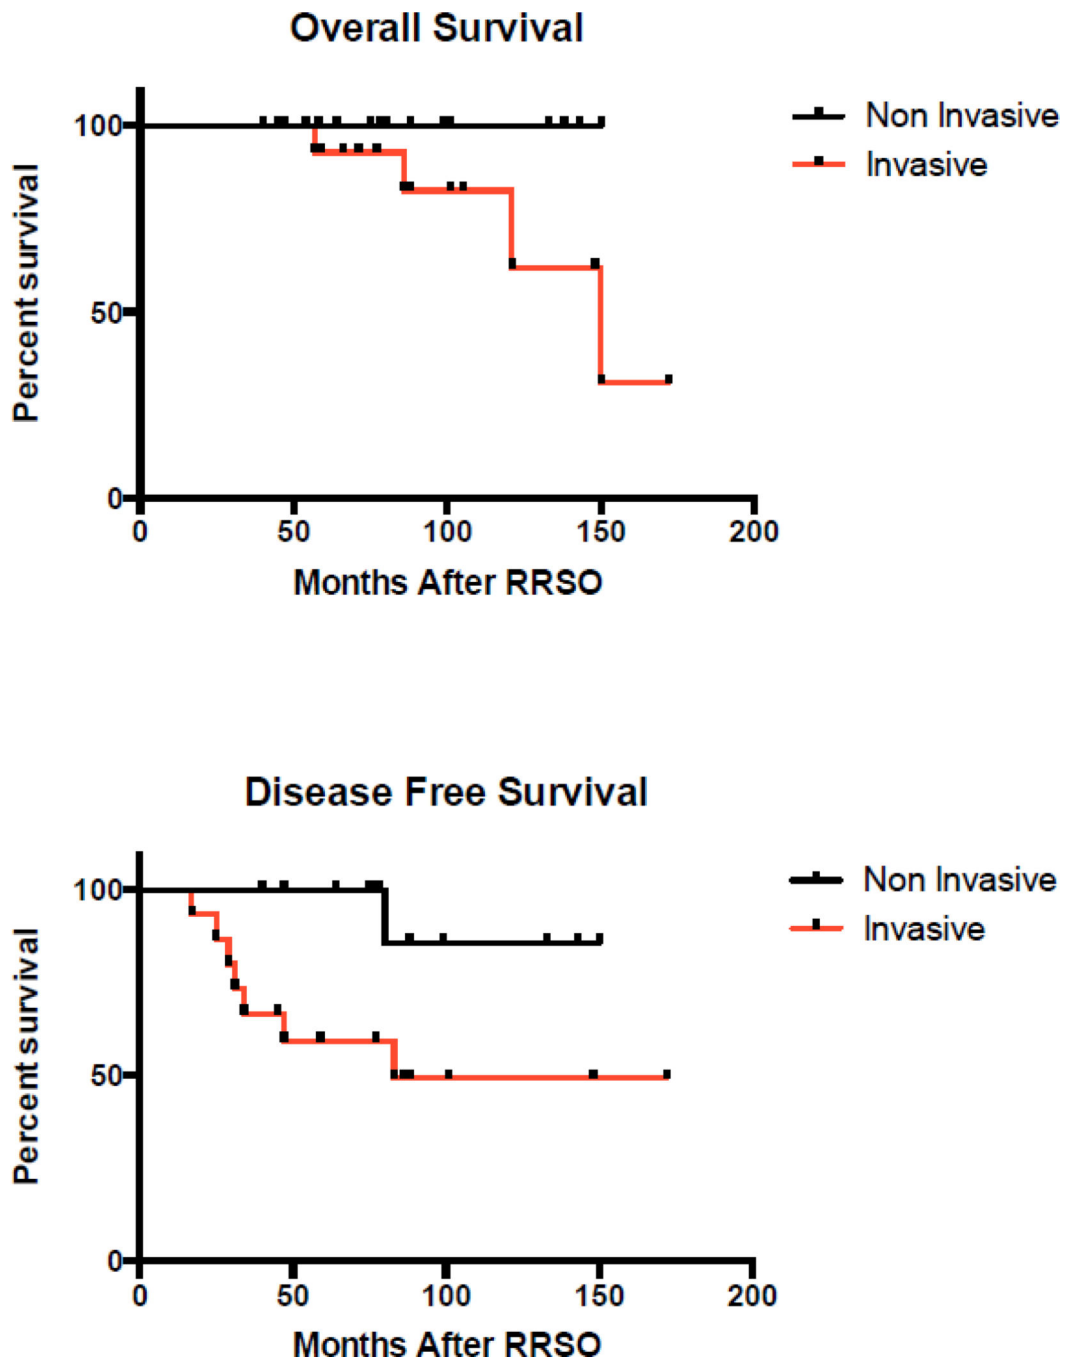 Overall Survival
Percent survival
100
50
0
0 50 100 150 200
Months After RRSO
Non Invasive
Invasive
Disease Free Survival
Percent survival
100
50
0
0 50 100 150 200
Months After RRSO
Non Invasive
Invasive